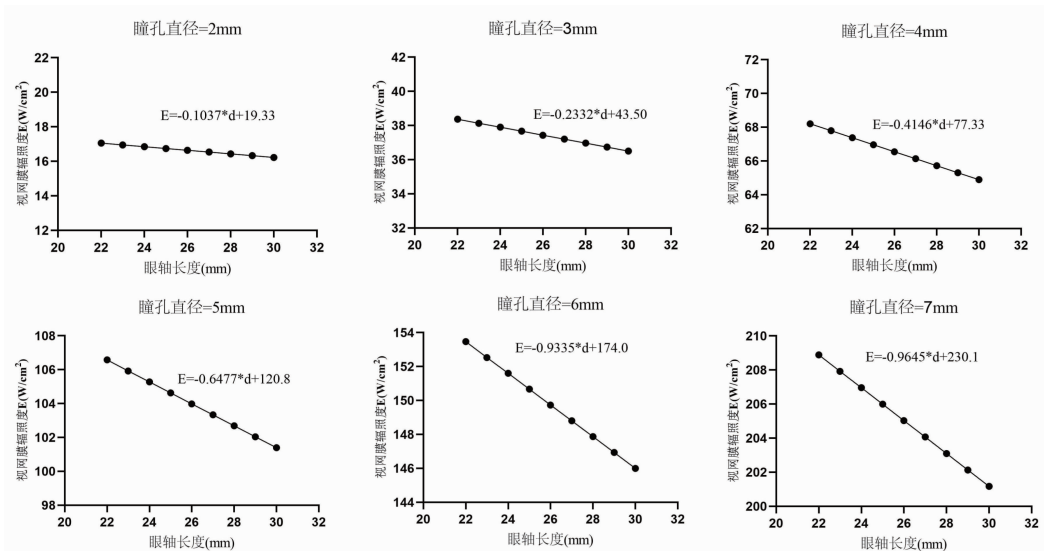 瞳孔直径=2mm
视网膜辐照度E(W/cm²)
22
20
18
16
14
12
E=-0.1037*d+19.33
20 22 24 26 28 30 32
眼轴长度(mm)
瞳孔直径=3mm
视网膜辐照度E(W/cm²)
42
40
38
36
34
32
E=-0.2332*d+43.50
20 22 24 26 28 30 32
眼轴长度(mm)
瞳孔直径=4mm
视网膜辐照度E(W/cm²)
72
70
68
66
64
62
E=-0.4146*d+77.33
20 22 24 26 28 30 32
眼轴长度(mm)
瞳孔直径=5mm
视网膜辐照度E(W/cm²)
108
106
104
102
100
98
E=-0.6477*d+120.8
20 22 24 26 28 30 32
眼轴长度(mm)
瞳孔直径=6mm
视网膜辐照度E(W/cm²)
154
152
150
148
146
144
E=-0.9335*d+174.0
20 22 24 26 28 30 32
眼轴长度(mm)
瞳孔直径=7mm
视网膜辐照度E(W/cm²)
210
208
206
204
202
200
E=-0.9645*d+230.1
20 22 24 26 28 30 32
眼轴长度(mm)